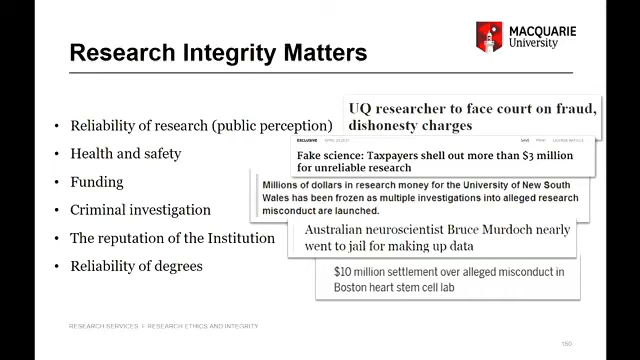 MACQUARIE
University
Research Integrity Matters
• Reliability of research (public perception)
• Health and safety
• Funding
• Criminal investigation
• The reputation of the Institution
• Reliability of degrees
UQ researcher to face court on fraud,
dishonesty charges
EXCLUSIVE
Fake science: Taxpayers shell out more than $3 million
for unreliable research
Millions of dollars in research money for the University of New South
Wales has been frozen as multiple investigations into alleged research
misconduct are launched.
Australian neuroscientist Bruce Murdoch nearly
went to jail for making up data
$10 million settlement over alleged misconduct in
Boston heart stem cell lab
RESEARCH SERVICES I RESEARCH ETHICS AND INTEGRITY
150